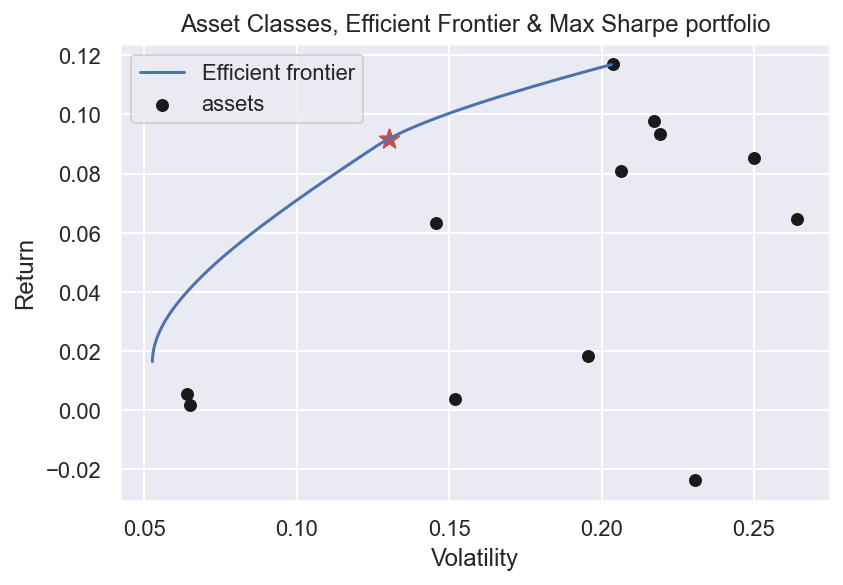 Asset Classes, Efficient Frontier & Max Sharpe portfolio
Efficient frontier
assets
0.12
0.10
0.08
0.06
0.04
0.02
0.00
−0.02
Return
0.05 0.10 0.15 0.20 0.25
Volatility